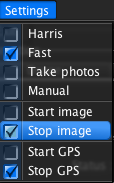 Settings
Harris
Fast
Take photos
Manual
Start image
Stop image
Start GPS
Stop GPS